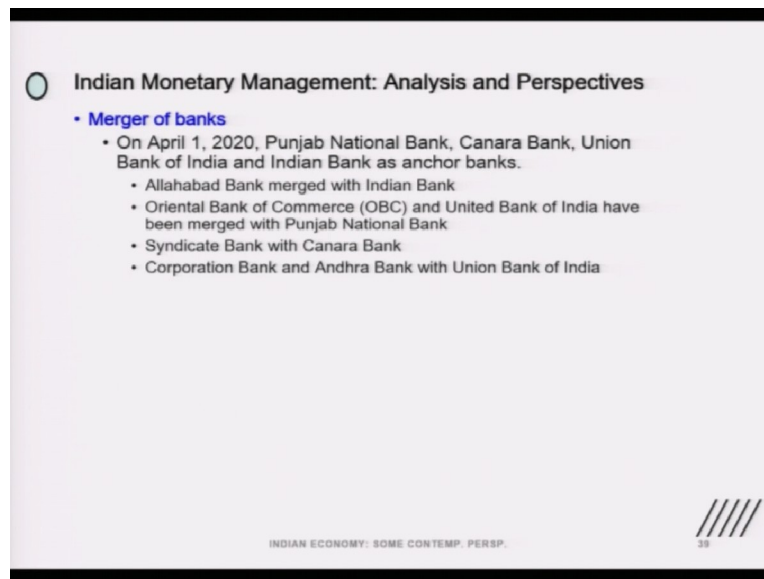 Indian Monetary Management: Analysis and Perspectives
• Merger of banks
• On April 1, 2020, Punjab National Bank, Canara Bank, Union
Bank of India and Indian Bank as anchor banks.
• Allahabad Bank merged with Indian Bank
• Oriental Bank of Commerce (OBC) and United Bank of India have
been merged with Punjab National Bank
• Syndicate Bank with Canara Bank
• Corporation Bank and Andhra Bank with Union Bank of India
INDIAN ECONOMY: SOME CONTEMP. PERSP.
39